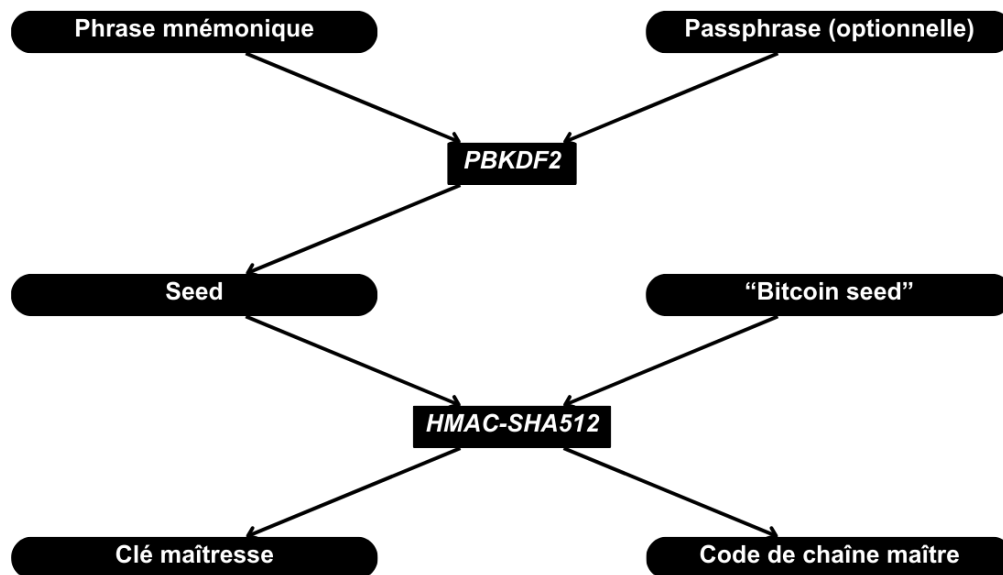 Phrase mnémonique
Passphrase (optionnelle)
PBKDF2
Seed
“Bitcoin seed”
HMAC-SHA512
Clé maîtresse
Code de chaîne maître